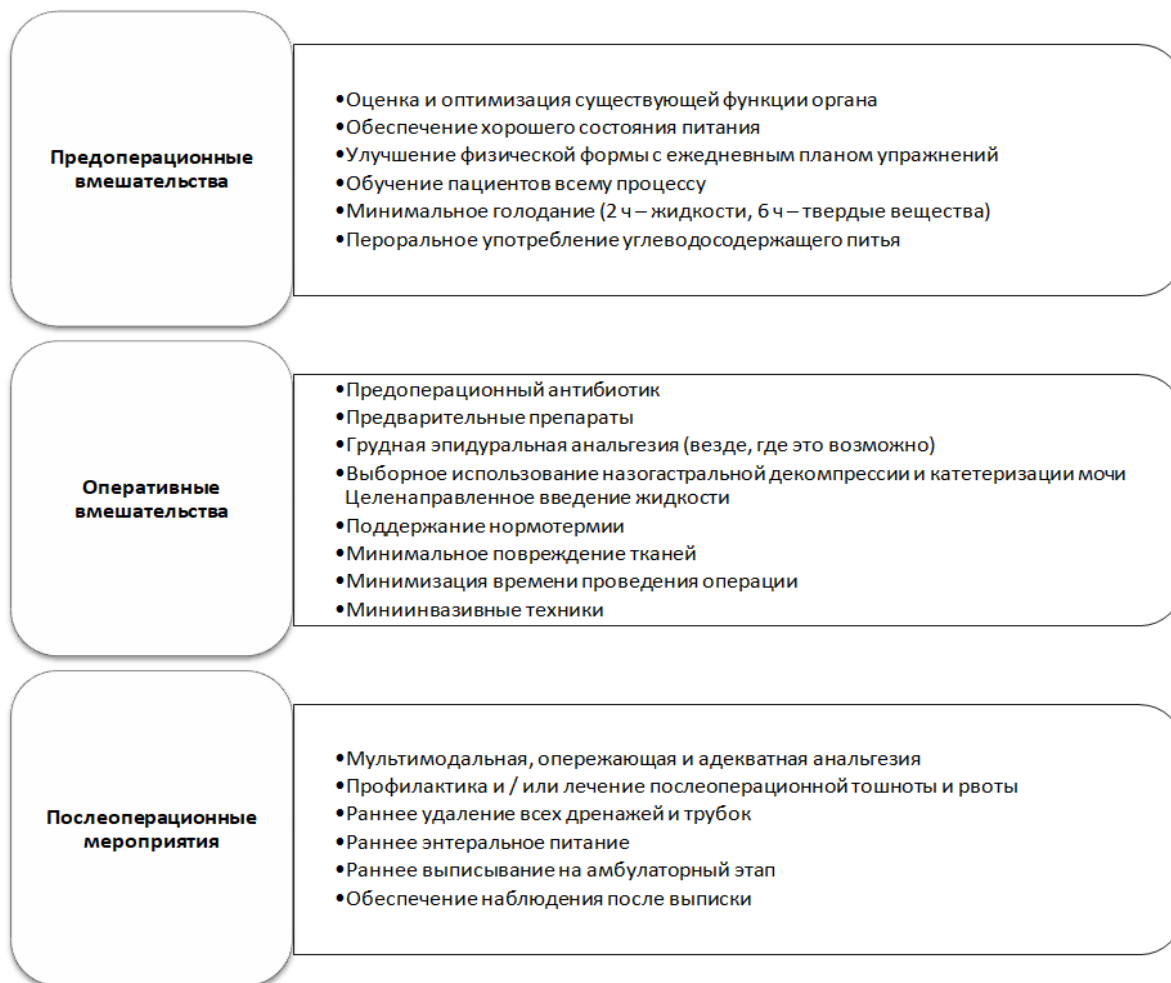 Предоперационные
вмешательства
•Оценка и оптимизация существующей функции органа
•Обеспечение хорошего состояния питания
•Улучшение физической формы с ежедневным планом упражнений
•Обучение пациентов всему процессу
•Минимальное голодание (2 ч – жидкости, 6 ч – твердые вещества)
•Пероральное употребление углеводосодержащего питья
Оперативные
вмешательства
•Предоперационный антибиотик
•Предварительные препараты
•Грудная эпидуральная анальгезия (везде, где это возможно)
•Выборное использование назогастральной декомпрессии и катетеризации мочи
Целенаправленное введение жидкости
•Поддержание нормотермии
•Минимальное повреждение тканей
•Минимизация времени проведения операции
•Миниинвазивные техники
Послеоперационные
мероприятия
•Мультимодальная, опережающая и адекватная анальгезия
•Профилактика и / или лечение послеоперационной тошноты и рвоты
•Раннее удаление всех дренажей и трубок
•Раннее энтеральное питание
•Раннее выписывание на амбулаторный этап
•Обеспечение наблюдения после выписки